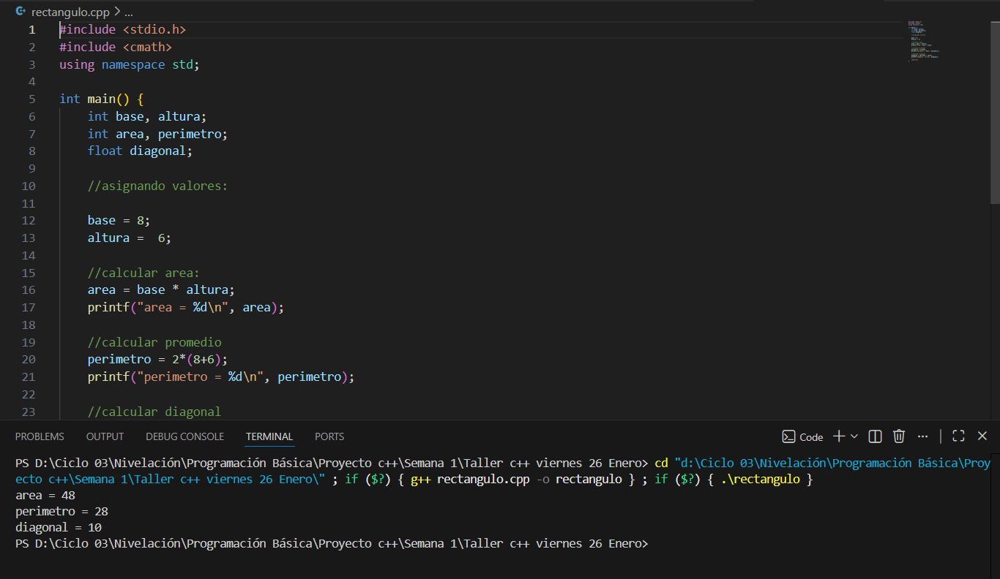 rectangulo.cpp > ...
1 #include <stdio.h>
2 #include <cmath>
3 using namespace std;
4
5 int main() {
6     int base, altura;
7     int area, perimetro;
8     float diagonal;
9
10     //asignando valores:
11
12     base = 8;
13     altura =  6;
14
15     //calcular area:
16     area = base * altura;
17     printf("area = %d\n", area);
18
19     //calcular promedio
20     perimetro = 2*(8+6);
21     printf("perimetro = %d\n", perimetro);
22
23     //calcular diagonal
PROBLEMS OUTPUT DEBUG CONSOLE TERMINAL PORTS Code
PS D:\Ciclo 03\Nivelación\Programación Básica\Proyecto c++\Semana 1\Taller c++ viernes 26 Enero> cd "d:\Ciclo 03\Nivelación\Programación Básica\Proy
ecto c++\Semana 1\Taller c++ viernes 26 Enero\" ; if ($?) { g++ rectangulo.cpp -o rectangulo } ; if ($?) { .\rectangulo }
area = 48
perimetro = 28
diagonal = 10
PS D:\Ciclo 03\Nivelación\Programación Básica\Proyecto c++\Semana 1\Taller c++ viernes 26 Enero>